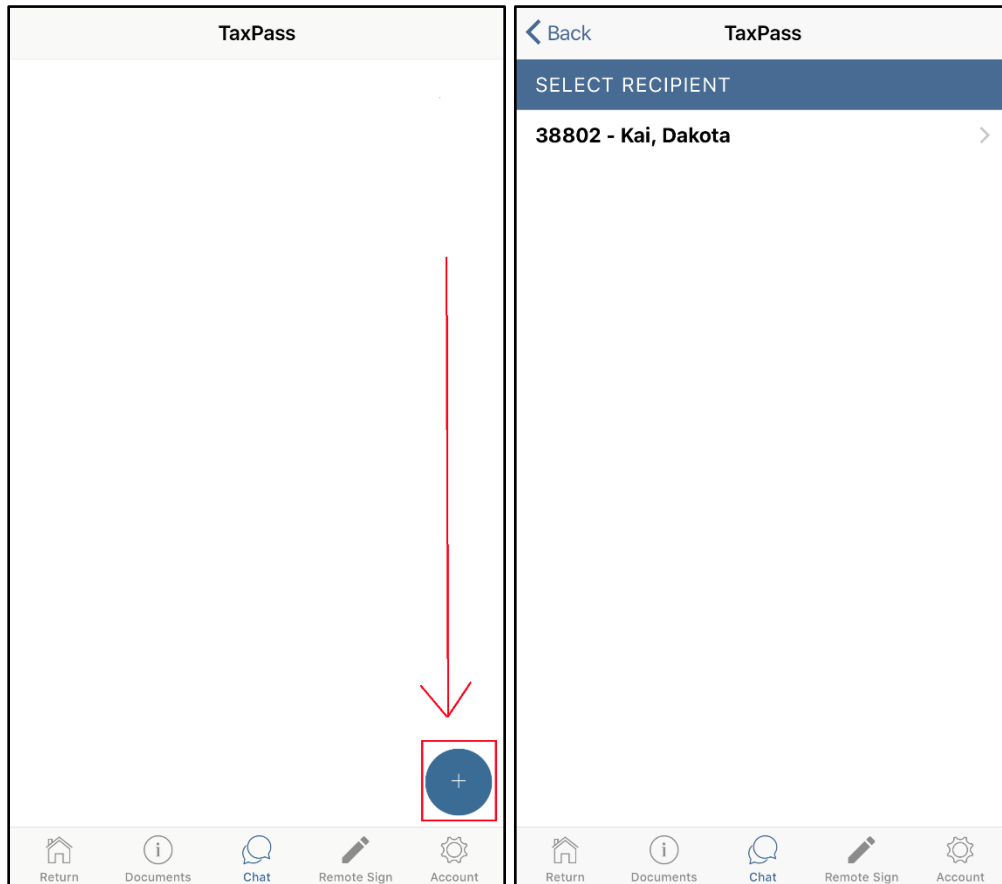 TaxPass
+
Return Documents Chat Remote Sign Account
Back TaxPass
SELECT RECIPIENT
38802 - Kai, Dakota
Return Documents Chat Remote Sign Account